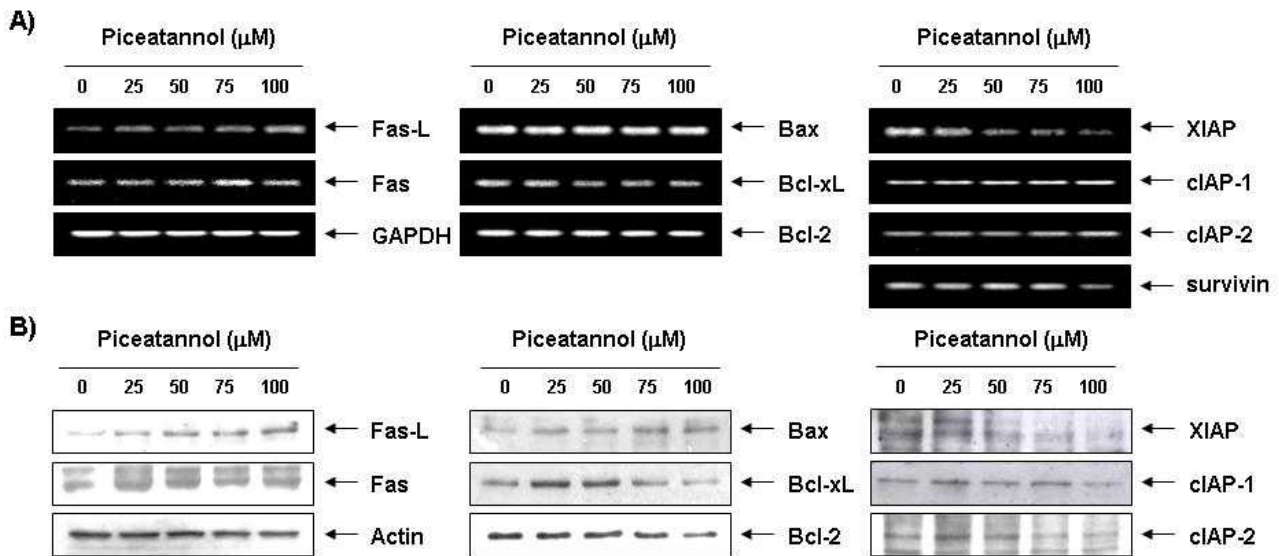 A)
Piceatannol (μM) Piceatannol (μM) Piceatannol (μM)
0 25 50 75 100 0 25 50 75 100 0 25 50 75 100
Fas-L Bax XIAP
Fas Bcl-xL cIAP-1
GAPDH Bcl-2 cIAP-2
survivin
B)
Piceatannol (μM) Piceatannol (μM) Piceatannol (μM)
0 25 50 75 100 0 25 50 75 100 0 25 50 75 100
Fas-L Bax XIAP
Fas Bcl-xL cIAP-1
Actin Bcl-2 cIAP-2